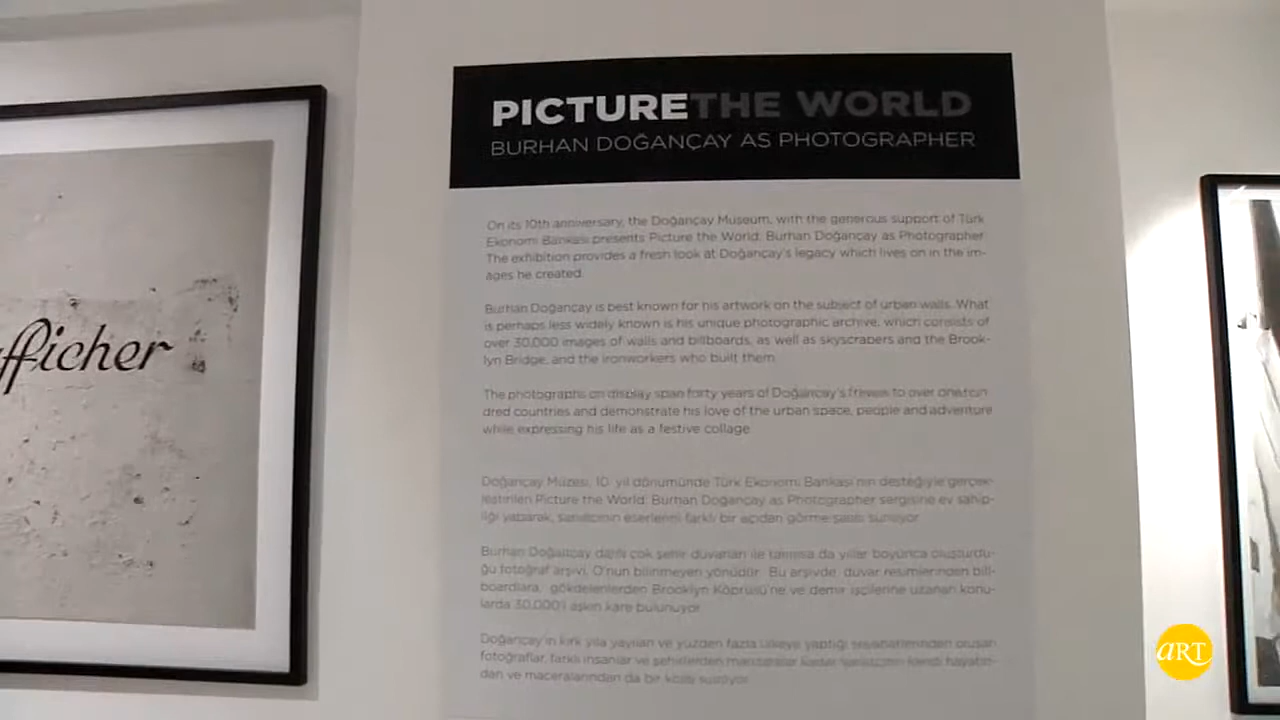 fficher
PICTURE THE WORLD
BURHAN DOĞANÇAY AS PHOTOGRAPHER
On its 10th anniversary, the Doğançay Museum, with the generous support of Türk
Ekonomi Bankası presents Picture the World: Burhan Doğançay as Photographer.
The exhibition provides a fresh look at Doğançay's legacy which lives on in the im-
ages he created.
Burhan Doğançay is best known for his artwork on the subject of urban walls. What
is perhaps less widely known is his unique photographic archive, which consists of
over 30.000 images of walls and billboards, as well as skyscrabers and the Brook-
lyn Bridge, and the ironworkers who built them.
The photographs on display span forty years of Doğançay's travels to over one hun-
dred countries and demonstrate his love of the urban space, people and adventure
while expressing his life as a festive collage.
Doğançay Müzesi, 10. yıl dönümünde Türk Ekonomi Bankası'nın desteğiyle gerçek-
leştirilen Picture the World: Burhan Doğançay as Photographer sergisine ev sahip-
liği yaparak, sanatçının eserlerini farklı bir açıdan görme şansı sunuyor.
Burhan Doğançay daha çok şehir duvarları ile tanınsa da yıllar boyunca oluşturdu-
ğu fotoğraf arşivi, O'nun bilinmeyen yönüdür. Bu arşivde, duvar resimlerinden bill-
boardlara, gökdelenlerden Brooklyn Köprüsü'ne ve demir işçilerine uzanan konu-
larda 30.000'i aşkın kare bulunuyor.
Doğançay'ın kırk yıla yayılan ve yüzden fazla ülkeye yaptığı seyahatlerinden oluşan
fotoğraflar, farklı insanlar ve şehirlerden manzaralar kadar sanatçının kendi hayatın-
dan ve maceralarından da bir kolaj sunuyor.
ART